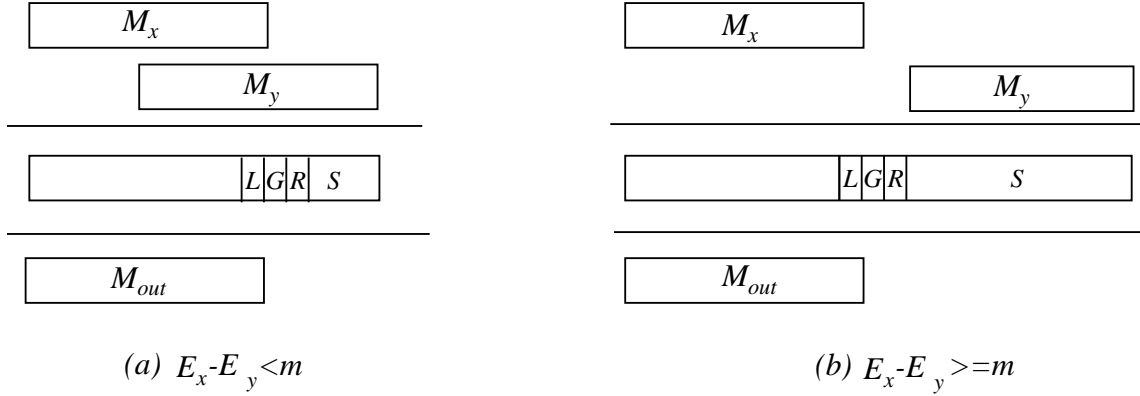 M_x
M_y
L G R S
M_out
(a) E_x-E_y<m
M_x
M_y
L G R S
M_out
(b) E_x-E_y>=m